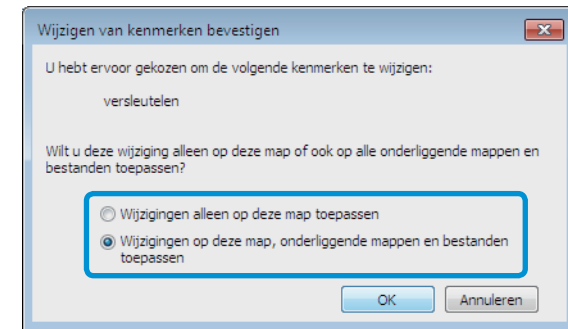 Wijzigen van kenmerken bevestigen
U hebt ervoor gekozen om de volgende kenmerken te wijzigen:
versleutelen
Wilt u deze wijziging alleen op deze map of ook op alle onderliggende mappen en
bestanden toepassen?
Wijzigingen alleen op deze map toepassen
Wijzigingen op deze map, onderliggende mappen en bestanden
toepassen
OK
Annuleren